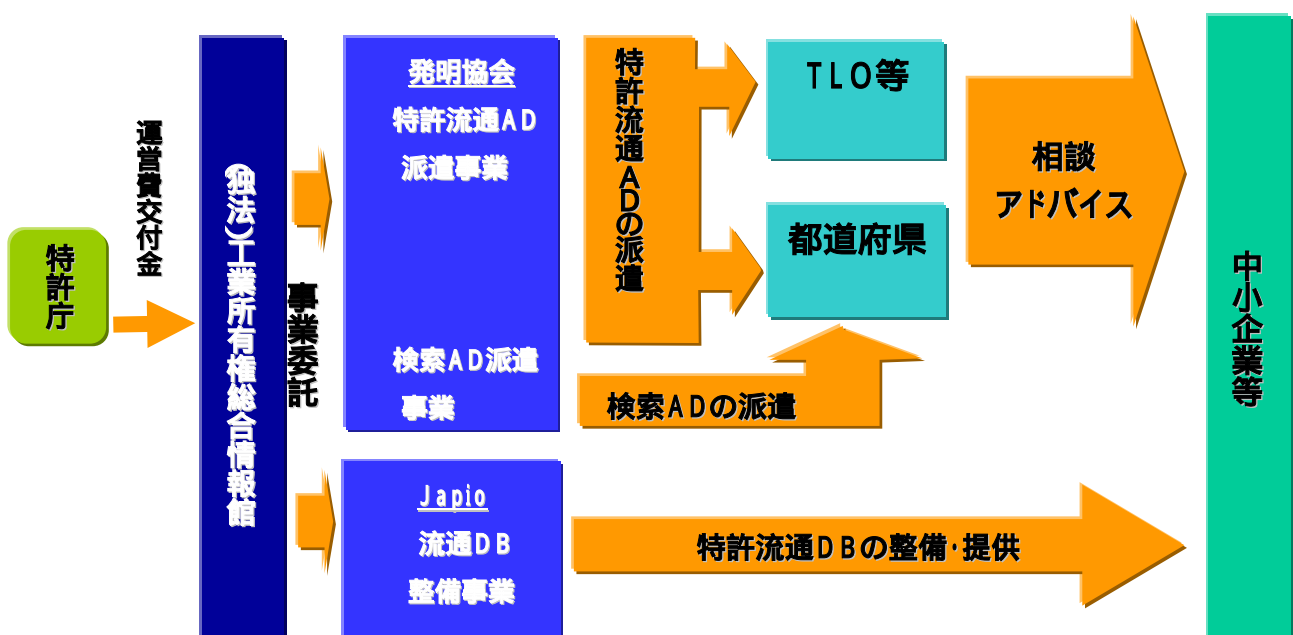 特許庁
運営費交付金
(独法)工業所有権総合情報館
事業委託
発明協会
特許流通AD
派遣事業
検索AD派遣
事業
Japio
流通DB
整備事業
特許流通ADの派遣
検索ADの派遣
TLO等
都道府県
相談
アドバイス
特許流通DBの整備・提供
中小企業等